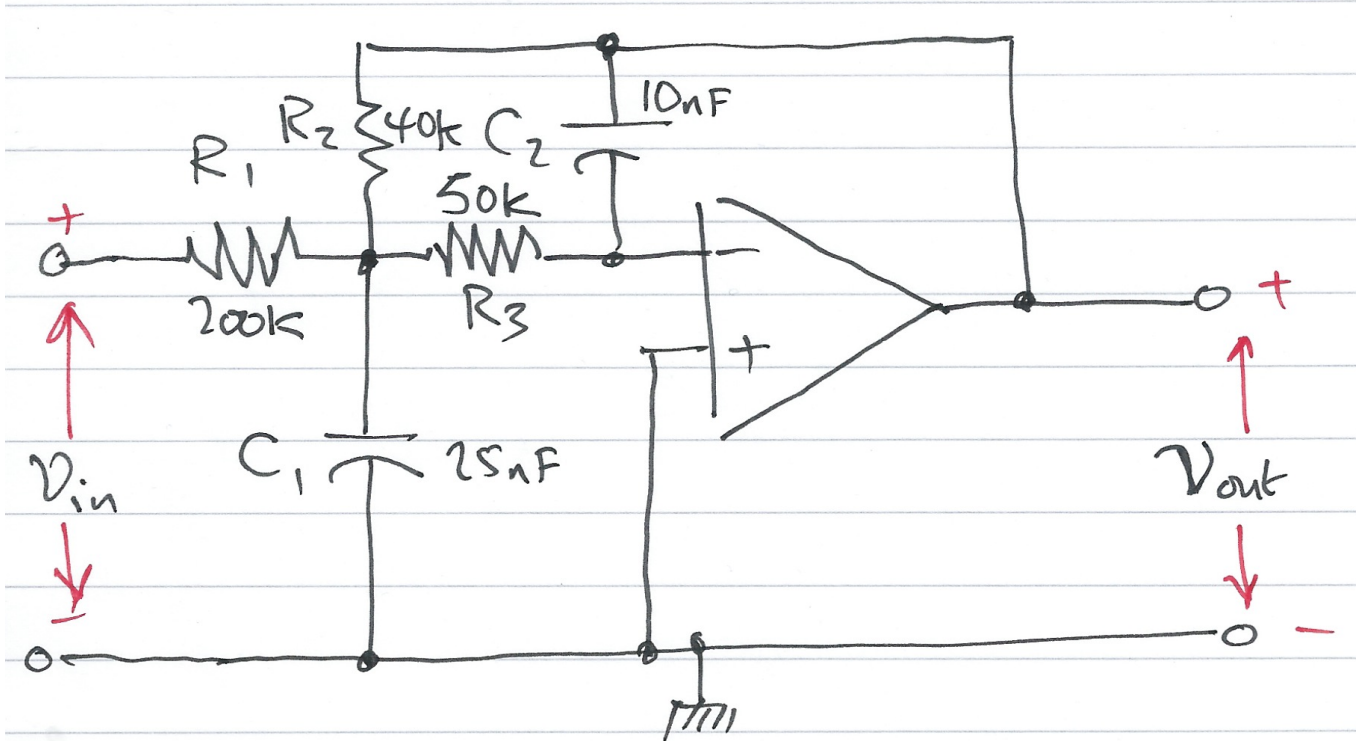 10nF
R2 40k C2
R1
50k
+
−
200k
R3
+
+
C1 25nF
Vin
Vout
−
−